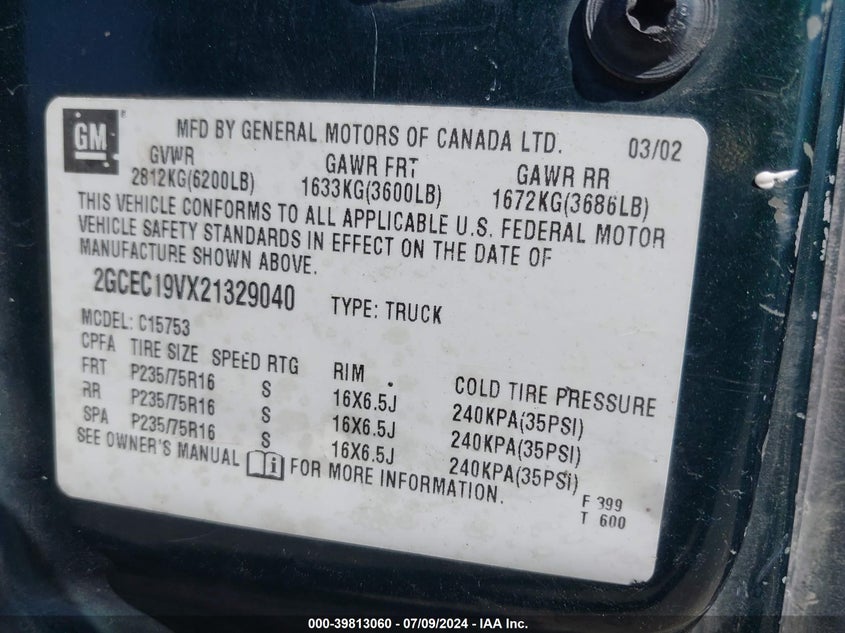 GM
MFD BY GENERAL MOTORS OF CANADA LTD. 03/02
GVWR GAWR FRT GAWR RR
2812KG(6200LB) 1633KG(3600LB) 1672KG(3686LB)
THIS VEHICLE CONFORMS TO ALL APPLICABLE U.S. FEDERAL MOTOR
VEHICLE SAFETY STANDARDS IN EFFECT ON THE DATE OF
MANUFACTURE SHOWN ABOVE.
2GCEC19VX21329040 TYPE: TRUCK
MODEL: C15753
CPFA TIRE SIZE SPEED RTG RIM COLD TIRE PRESSURE
FRT P235/75R16 S 16X6.5J 240KPA(35PSI)
RR P235/75R16 S 16X6.5J 240KPA(35PSI)
SPA P235/75R16 S 16X6.5J 240KPA(35PSI)
SEE OWNER'S MANUAL FOR MORE INFORMATION.
F 399
T 600
000-39813060 / 07/09/2024 - IAA Inc.